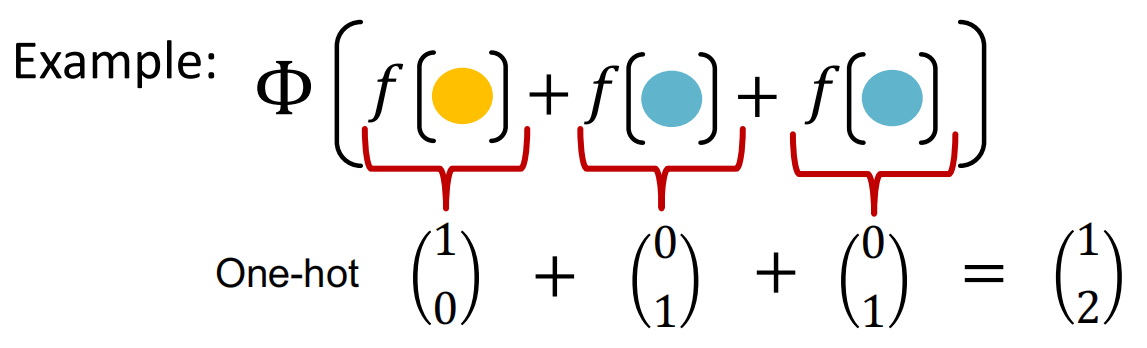 Example: Φ ( f ( ) + f ( ) + f ( ) )
One-hot (1 0) + (0 1) + (0 1) = (1 2)